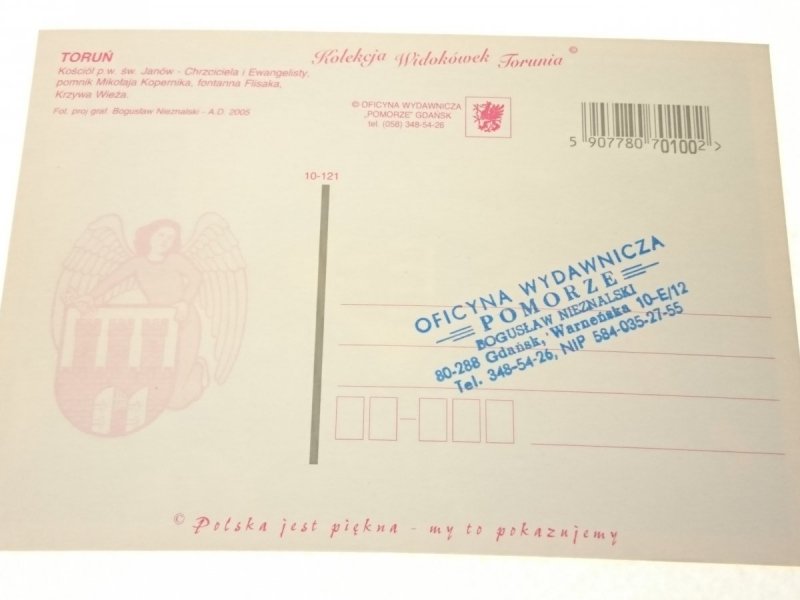 TORUŃ
Kościół p.w. św. Janów - Chrzciciela i Ewangelisty,
pomnik Mikołaja Kopernika, fontanna Flisaka,
Krzywa Wieża.
Fot. proj graf. Bogusław Nieznalski - A.D. 2005
Kolekcja Widokówek Torunia ©
© OFICYNA WYDAWNICZA
„POMORZE" GDAŃSK
tel. (058) 348-54-26
5 907780 701002 >
10-121
OFICYNA WYDAWNICZA
POMORZE
BOGUSŁAW NIEZNALSKI
80-288 Gdańsk, Warneńska 10-E/12
Tel. 348-54-26, NIP 584-035-27-55
© Polska jest piękna - my to pokazujemy